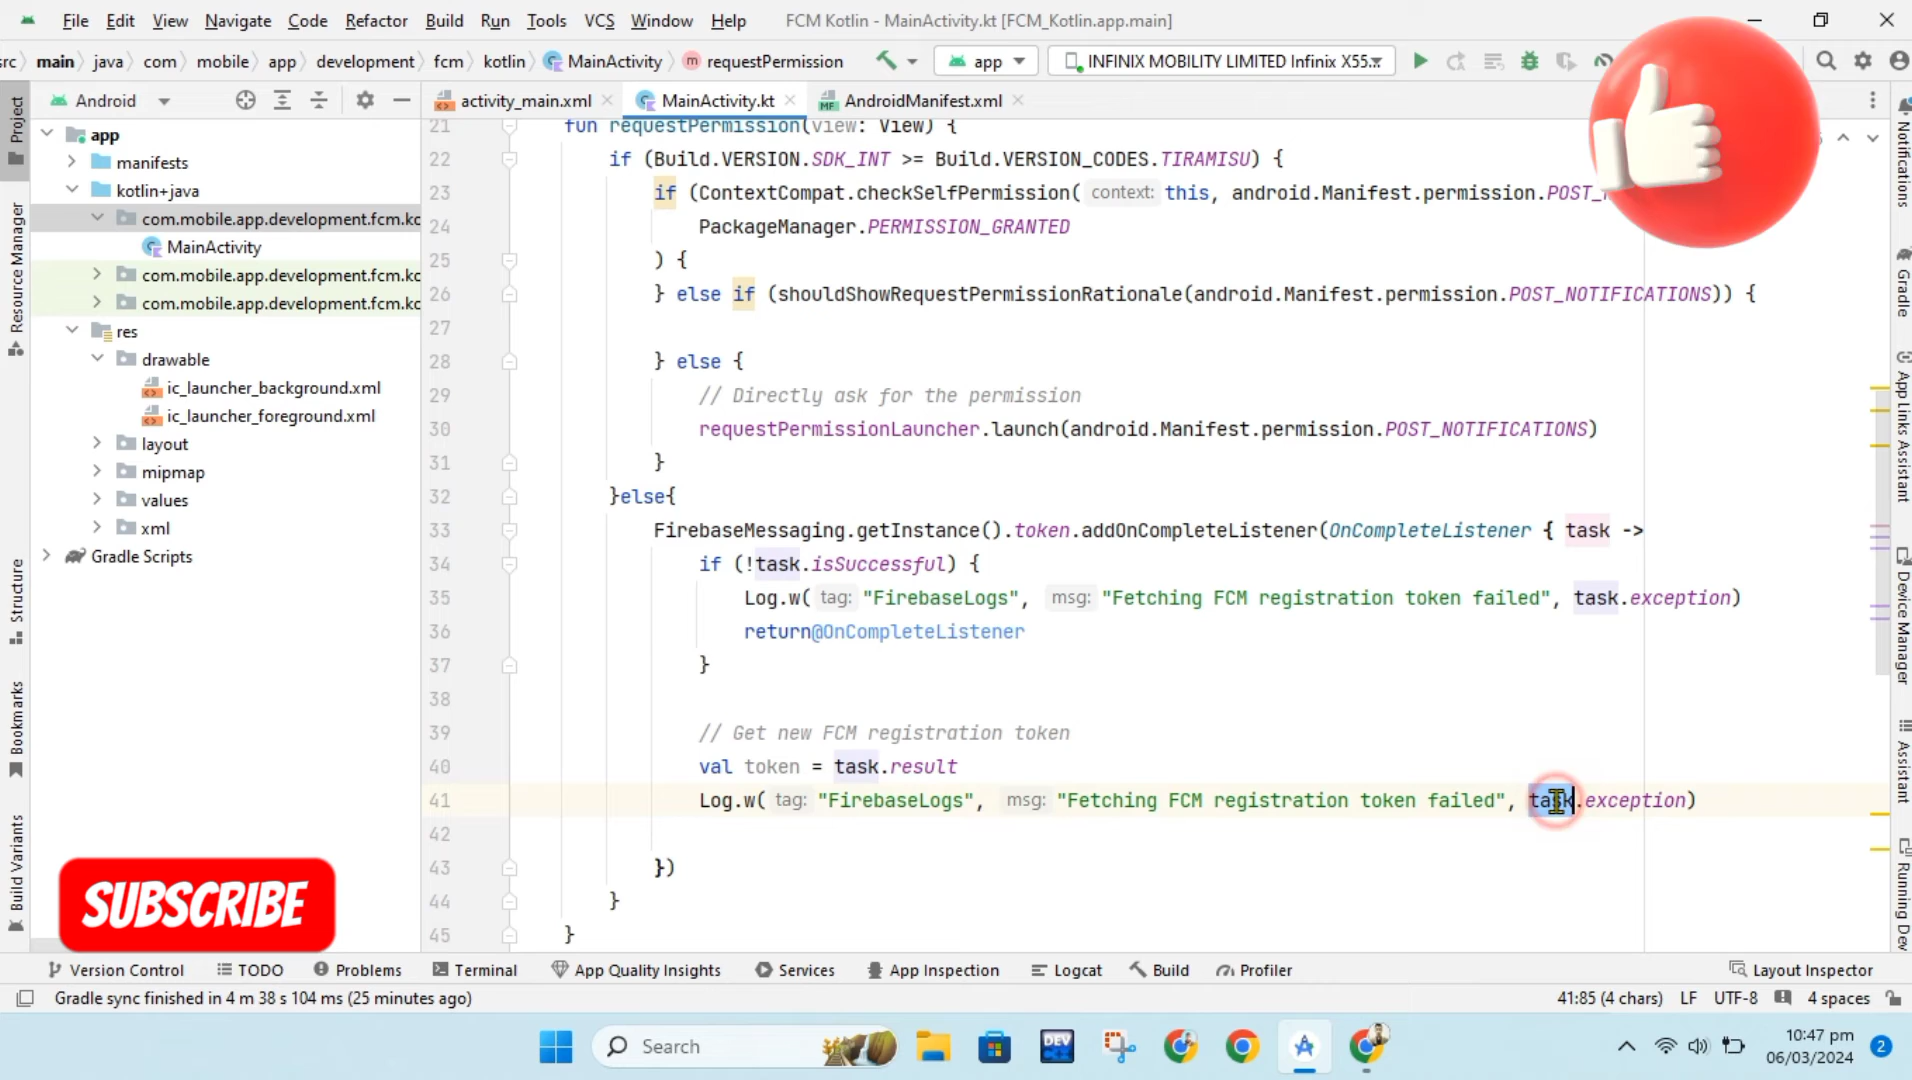 File Edit View Navigate Code Refactor Build Run Tools VCS Window Help FCM Kotlin - MainActivity.kt [FCM_Kotlin.app.main]
src main java com mobile app development fcm kotlin MainActivity requestPermission app INFINIX MOBILITY LIMITED Infinix X55...
Android activity_main.xml MainActivity.kt AndroidManifest.xml
app
manifests
kotlin+java
com.mobile.app.development.fcm.ko
MainActivity
com.mobile.app.development.fcm.ko
com.mobile.app.development.fcm.ko
res
drawable
ic_launcher_background.xml
ic_launcher_foreground.xml
layout
mipmap
values
xml
Gradle Scripts
21 fun requestPermission(view: View) {
22 if (Build.VERSION.SDK_INT >= Build.VERSION_CODES.TIRAMISU) {
23 if (ContextCompat.checkSelfPermission( context: this, android.Manifest.permission.POST_
24 PackageManager.PERMISSION_GRANTED
25 ) {
26 } else if (shouldShowRequestPermissionRationale(android.Manifest.permission.POST_NOTIFICATIONS)) {
27
28 } else {
29 // Directly ask for the permission
30 requestPermissionLauncher.launch(android.Manifest.permission.POST_NOTIFICATIONS)
31 }
32 }else{
33 FirebaseMessaging.getInstance().token.addOnCompleteListener(OnCompleteListener { task ->
34 if (!task.isSuccessful) {
35 Log.w( tag: "FirebaseLogs", msg: "Fetching FCM registration token failed", task.exception)
36 return@OnCompleteListener
37 }
38
39 // Get new FCM registration token
40 val token = task.result
41 Log.w( tag: "FirebaseLogs", msg: "Fetching FCM registration token failed", task.exception)
42
43 })
44 }
45 }
Project
Resource Manager
Structure
Bookmarks
Build Variants
Notifications
Gradle
App Links Assistant
Device Manager
Assistant
Running Dev
SUBSCRIBE
Version Control TODO Problems Terminal App Quality Insights Services App Inspection Logcat Build Profiler Layout Inspector
Gradle sync finished in 4 m 38 s 104 ms (25 minutes ago) 41:85 (4 chars) LF UTF-8 4 spaces
Search DEV 10:47 pm
06/03/2024 2